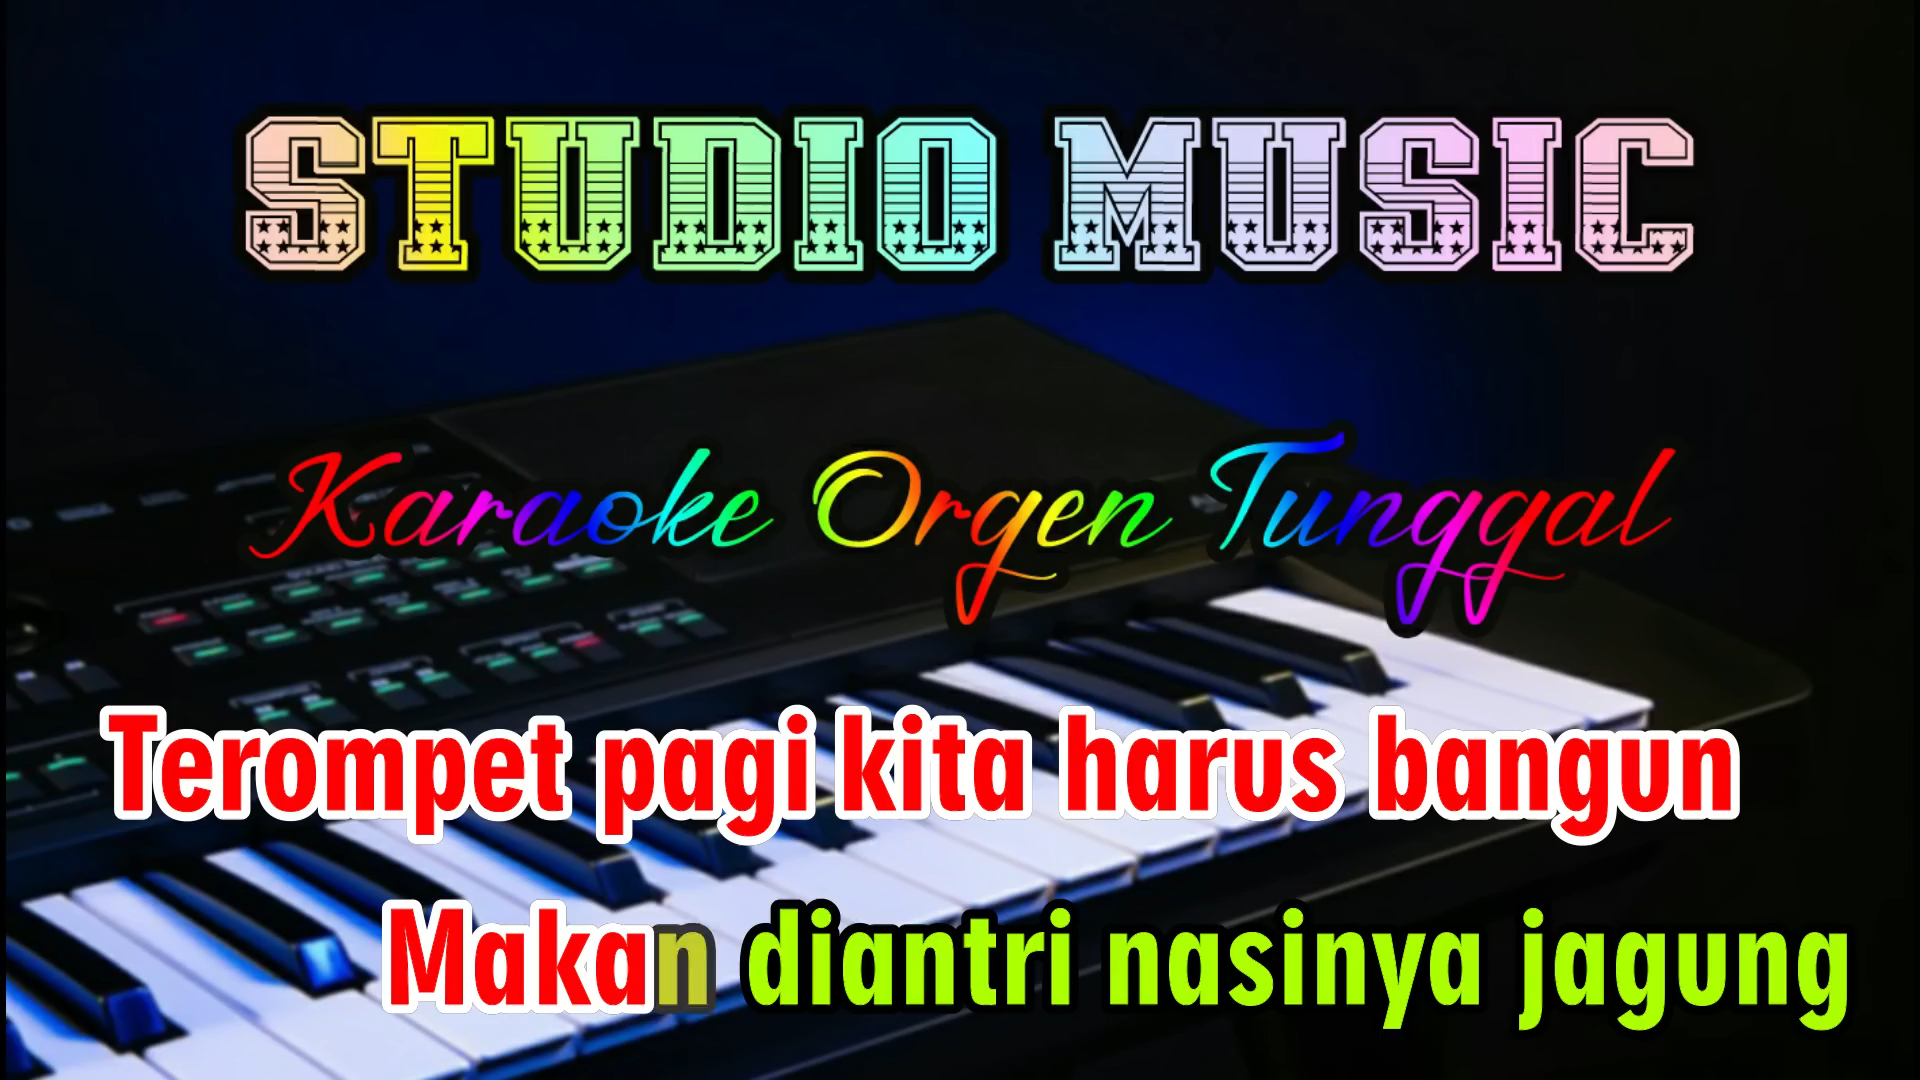 STUDIO MUSIC
Karaoke Orgen Tunggal
Terompet pagi kita harus bangun
Makan diantri nasinya jagung